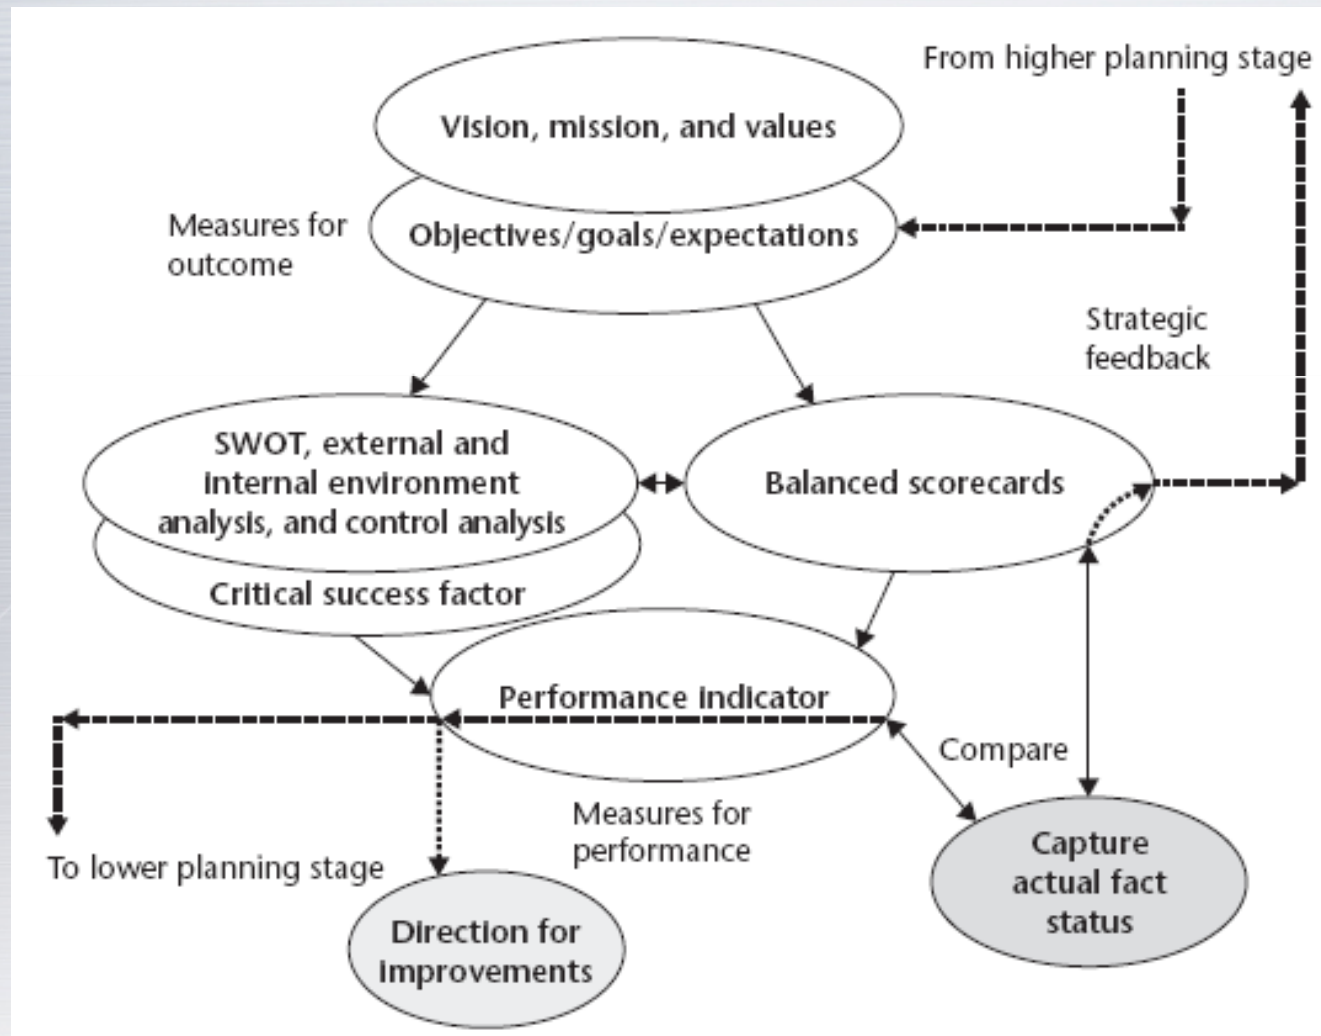 From higher planning stage
Vision, mission, and values
Measures for
outcome
Objectives/goals/expectations
Strategic
feedback
SWOT, external and
internal environment
analysis, and control analysis
Balanced scorecards
Critical success factor
Performance indicator
Compare
Measures for
performance
To lower planning stage
Capture
actual fact
status
Direction for
improvements